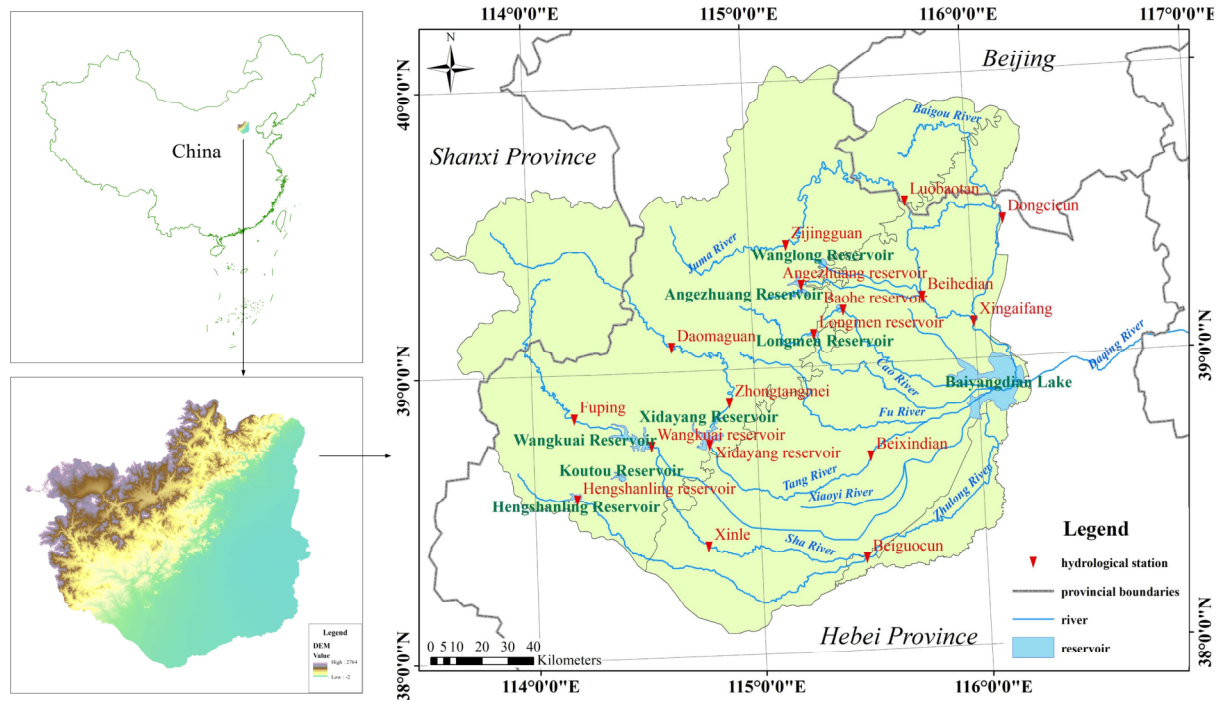 China
Legend
DEM
Value
High : 2764
Low : -2
114°0'0"E
115°0'0"E
116°0'0"E
117°0'0"E
40°0'0"N
39°0'0"N
38°0'0"N
40°0'0"N
39°0'0"N
38°0'0"N
114°0'0"E
115°0'0"E
116°0'0"E
N
Beijing
Shanxi Province
Hebei Province
Baigou River
Luobaotan
Dongcicun
Juma River
Zijingguan
Wanglong Reservoir
Angezhuang reservoir
Angezhuang Reservoir
Baohe reservoir
Beihedian
Xingaifang
Longmen reservoir
Longmen Reservoir
Daomaguan
Daqing River
Cao River
Baiyangdian Lake
Zhongtangmei
Fuping
Xidayang Reservoir
Fu River
Wangkuai Reservoir
Wangkuai reservoir
Xidayang reservoir
Beixindian
Koutou Reservoir
Tang River
Hengshanling reservoir
Hengshanling Reservoir
Xiaoyi River
Zhulong River
Xinle
Sha River
Beiguocun
Legend
hydrological station
provincial boundaries
river
reservoir
0 5 10 20 30 40
Kilometers